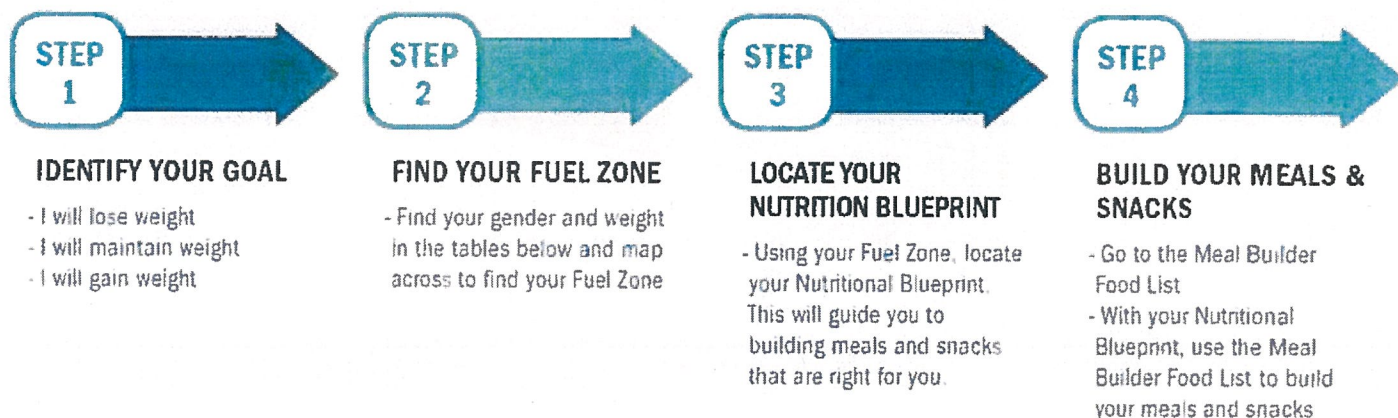 STEP
1
IDENTIFY YOUR GOAL
- I will lose weight
- I will maintain weight
- I will gain weight
STEP
2
FIND YOUR FUEL ZONE
- Find your gender and weight
in the tables below and map
across to find your Fuel Zone
STEP
3
LOCATE YOUR
NUTRITION BLUEPRINT
- Using your Fuel Zone, locate
your Nutritional Blueprint.
This will guide you to
building meals and snacks
that are right for you.
STEP
4
BUILD YOUR MEALS &
SNACKS
- Go to the Meal Builder
Food List
- With your Nutritional
Blueprint, use the Meal
Builder Food List to build
your meals and snacks